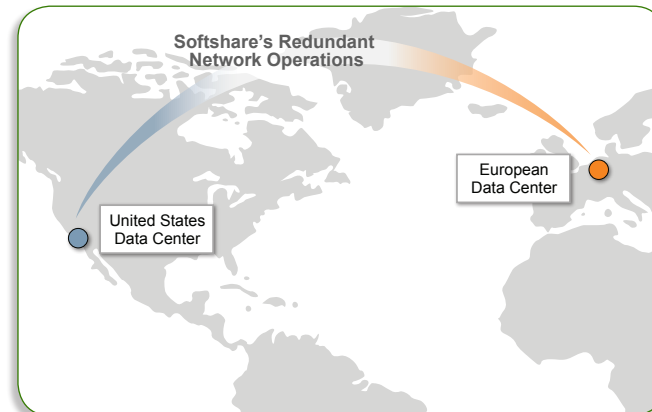 Softshare's Redundant
Network Operations
European
Data Center
United States
Data Center